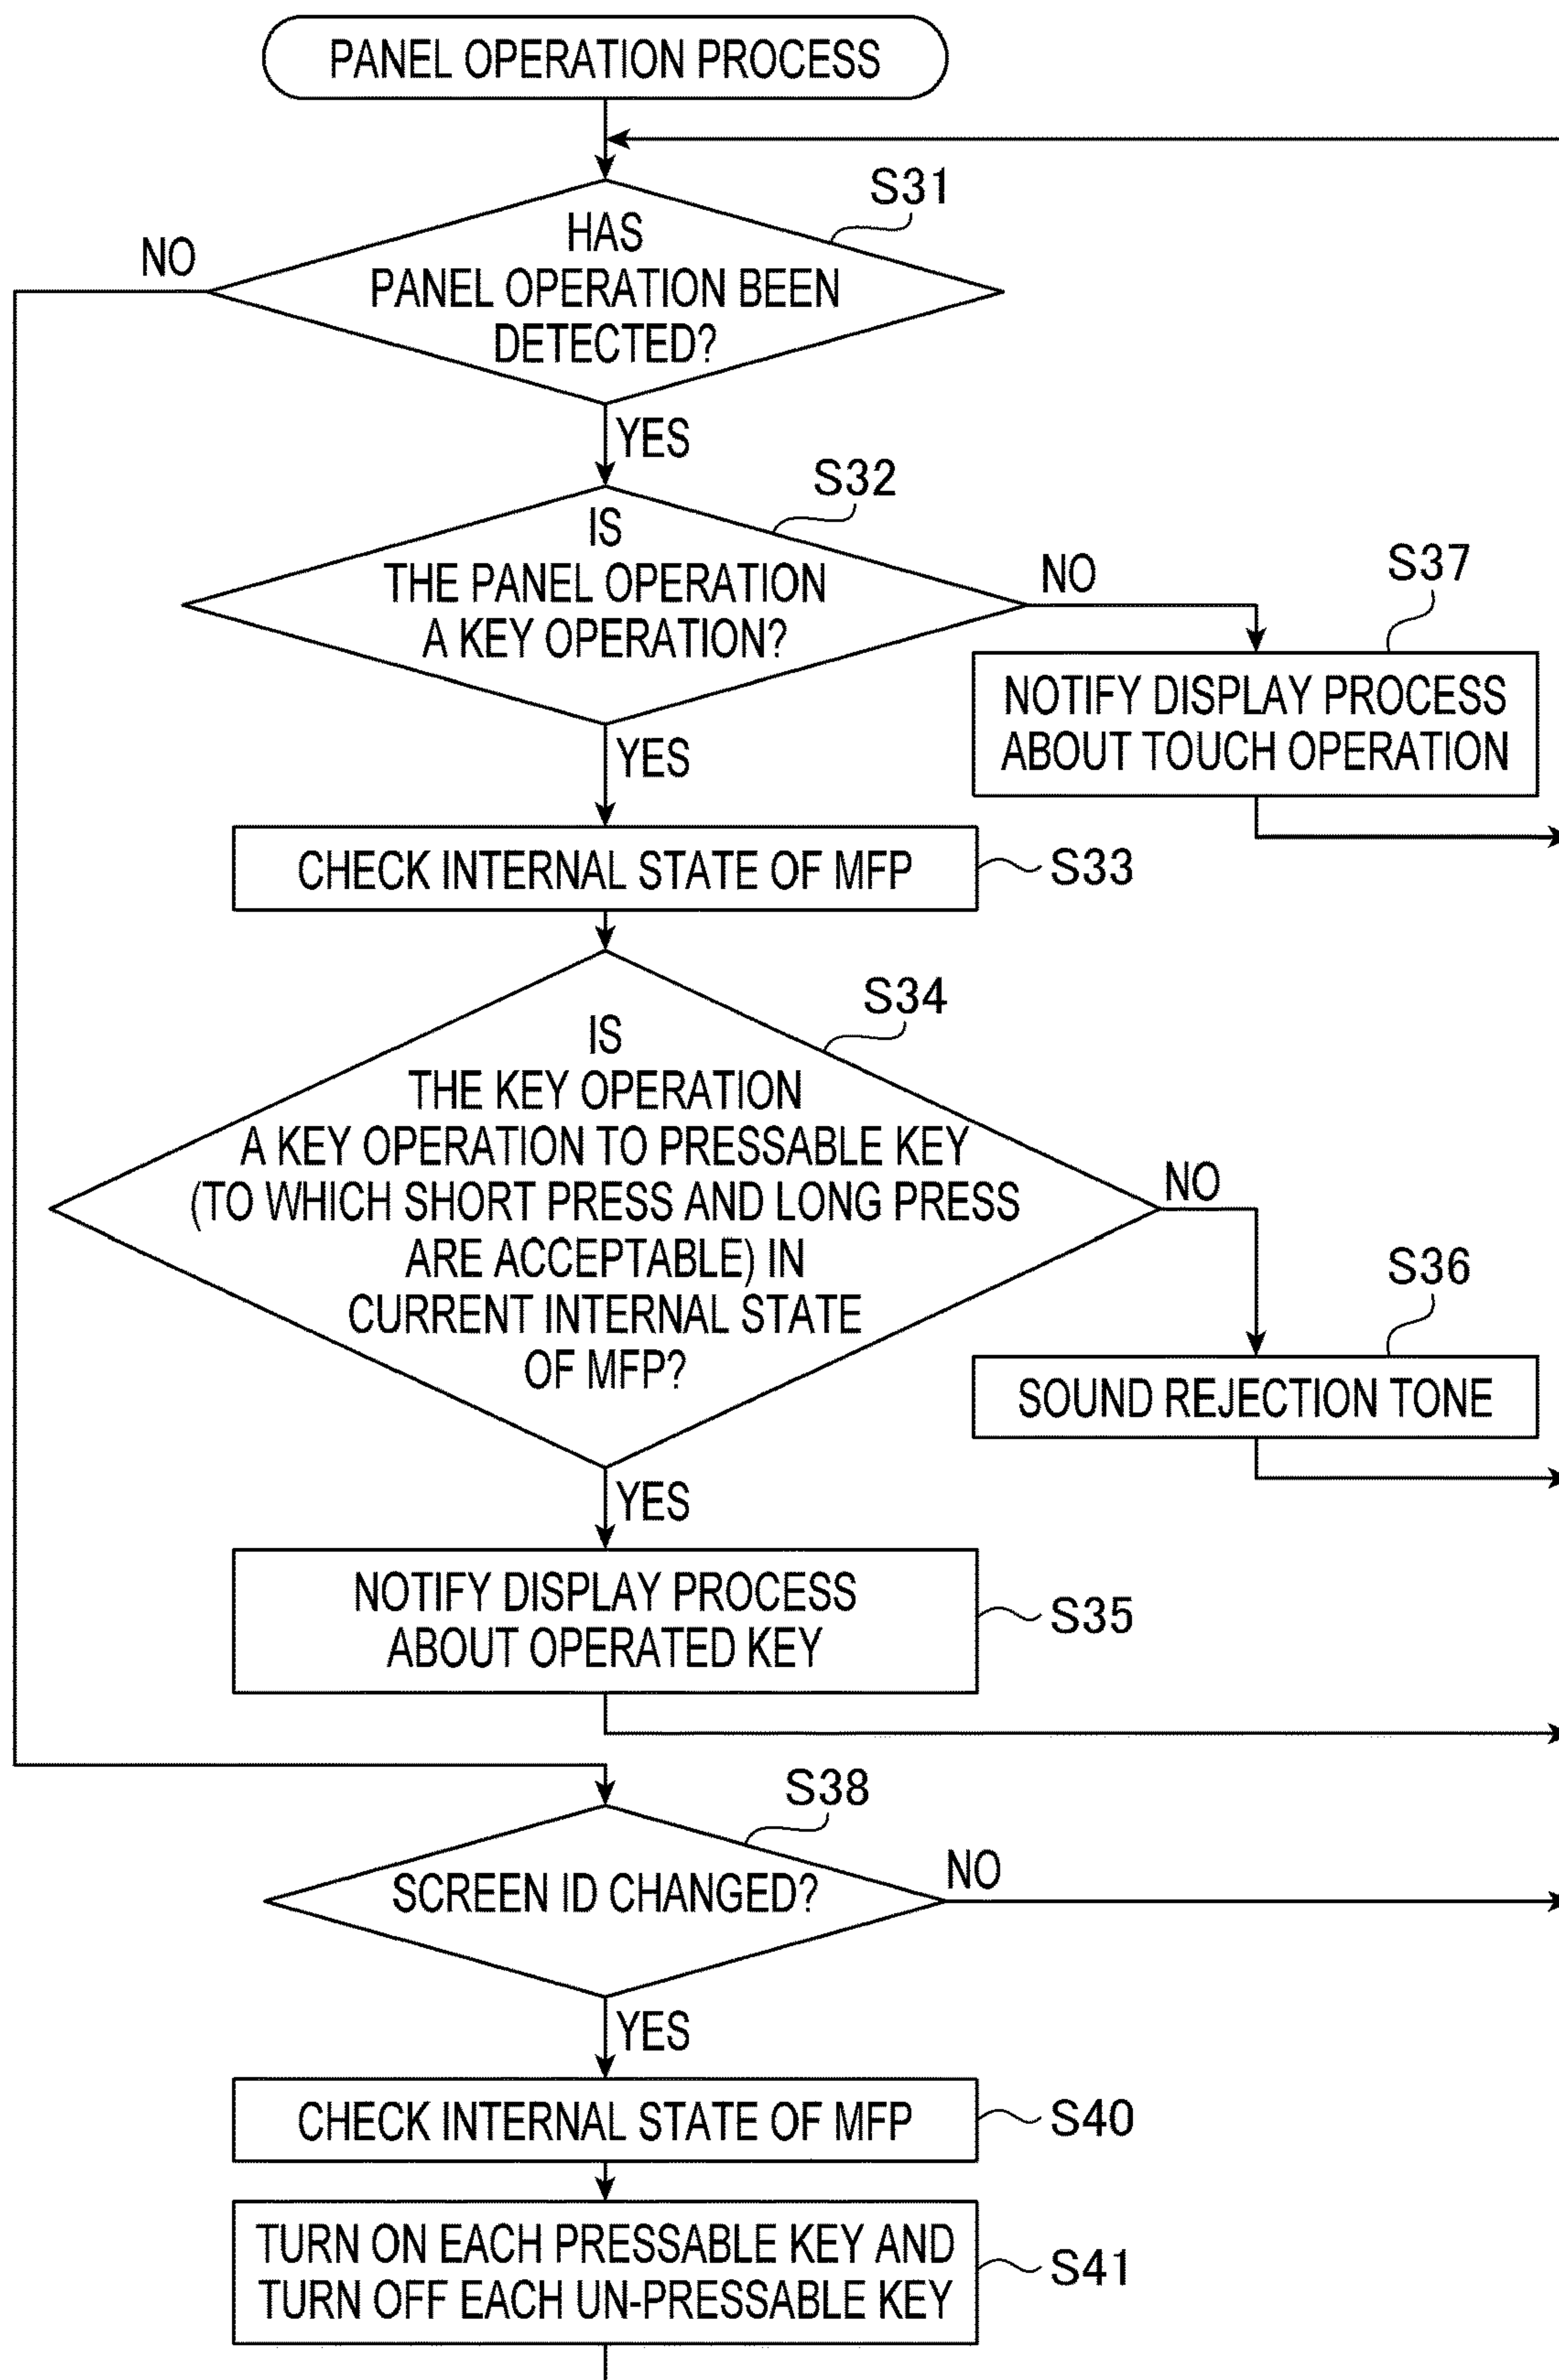 PANEL OPERATION PROCESS
S31
NO
HAS
PANEL OPERATION BEEN
DETECTED?
YES
S32
IS
THE PANEL OPERATION
A KEY OPERATION?
NO
S37
NOTIFY DISPLAY PROCESS
ABOUT TOUCH OPERATION
YES
CHECK INTERNAL STATE OF MFP
S33
S34
IS
THE KEY OPERATION
A KEY OPERATION TO PRESSABLE KEY
(TO WHICH SHORT PRESS AND LONG PRESS
ARE ACCEPTABLE) IN
CURRENT INTERNAL STATE
OF MFP?
NO
S36
SOUND REJECTION TONE
YES
NOTIFY DISPLAY PROCESS
ABOUT OPERATED KEY
S35
S38
SCREEN ID CHANGED?
NO
YES
CHECK INTERNAL STATE OF MFP
S40
TURN ON EACH PRESSABLE KEY AND
TURN OFF EACH UN-PRESSABLE KEY
S41